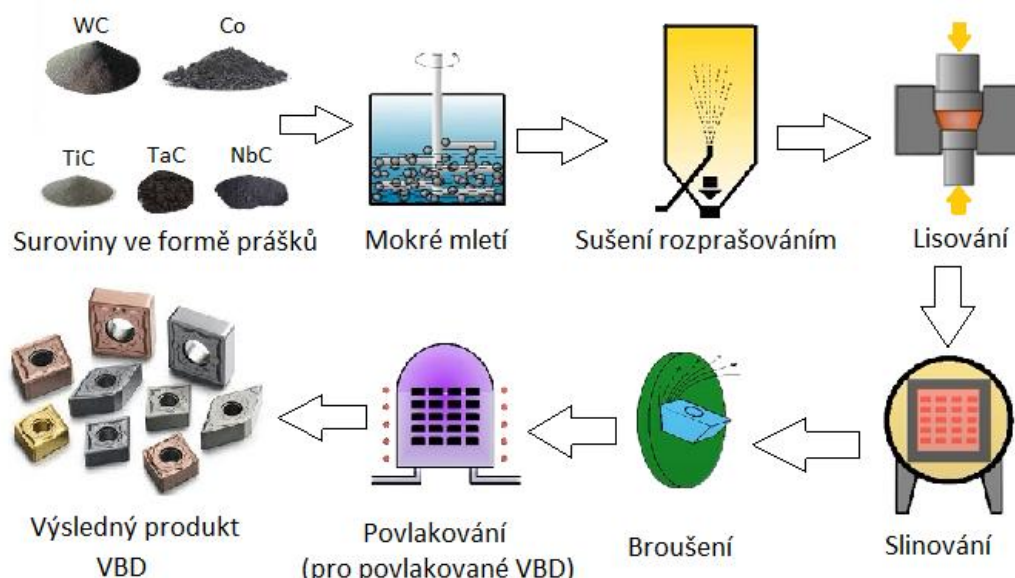 WC
Co
TiC
TaC
NbC
Suroviny ve formě prášků
Mokré mletí
Sušení rozprašováním
Lisování
Slinování
Broušení
Povlakování
(pro povlakované VBD)
Výsledný produkt
VBD